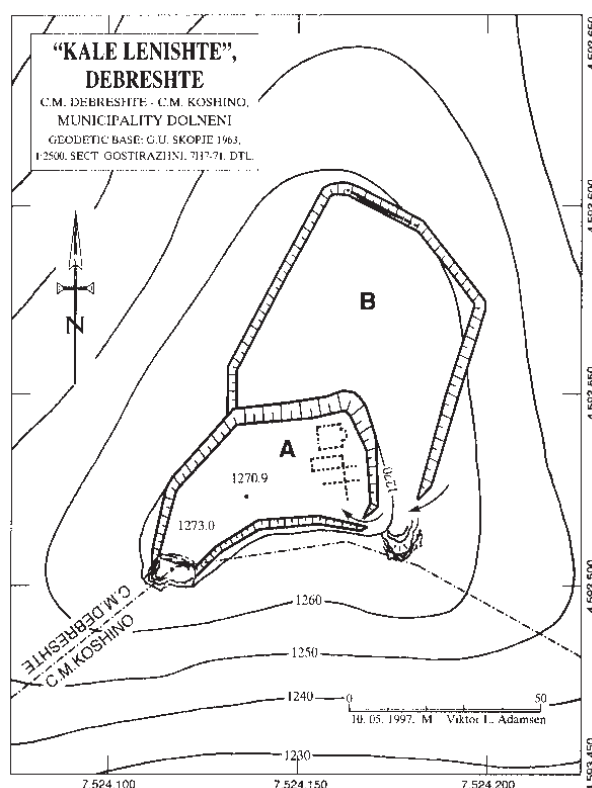 “KALE LENISHTE”,
DEBRESHTE
C.M. DEBRESHTE - C.M. KOSHINO,
MUNICIPALITY DOLNENI
GEODETIC BASE: G.U. SKOPJE 1963,
1:2500. SECT GOSTIRAZHNI, 7H7-71, DTL.
4.593.650
4.593.600
N
B
4.593.550
A
1270
1270.9
1273.0
4.593.500
C.M.DEBRESHTE
C.M.KOSHINO
1260
1250
1240
0 50
10. 05. 1997. M Viktor L. Adamsen
1230
4.593.450
7.524.100 7.524.150 7.524.200